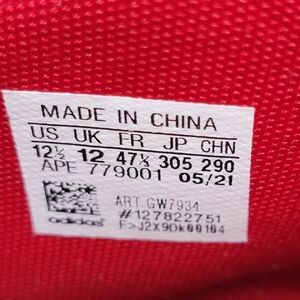 MADE IN CHINA
US UK FR JP CHN
12½ 12 47⅓ 305 290
APE 779001 05/21
ART GW7934
#127822751
adidas F>J2X9Dk00104